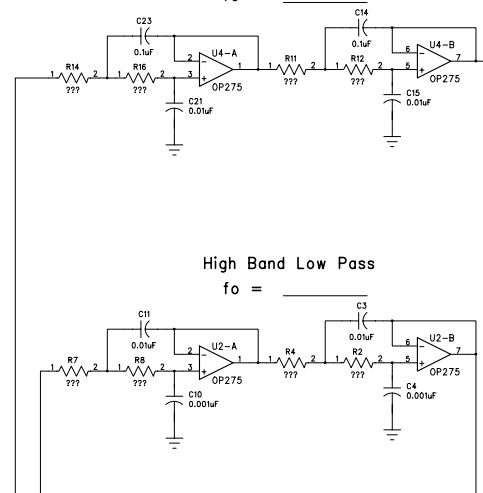 C23
0.1uF
C14
0.1uF
U4-A
U4-B
R14
R16
R11
R12
1 2 1 2 2 - 3 + 1 1 2 1 2 6 - 5 + 7
???
???
OP275
???
???
OP275
C21
0.01uF
C15
0.01uF
High Band Low Pass
fo = ________
C11
0.01uF
C3
0.01uF
U2-A
U2-B
R7
R8
R4
R2
1 2 1 2 2 - 3 + 1 1 2 1 2 6 - 5 + 7
???
???
OP275
???
???
OP275
C10
0.001uF
C4
0.001uF